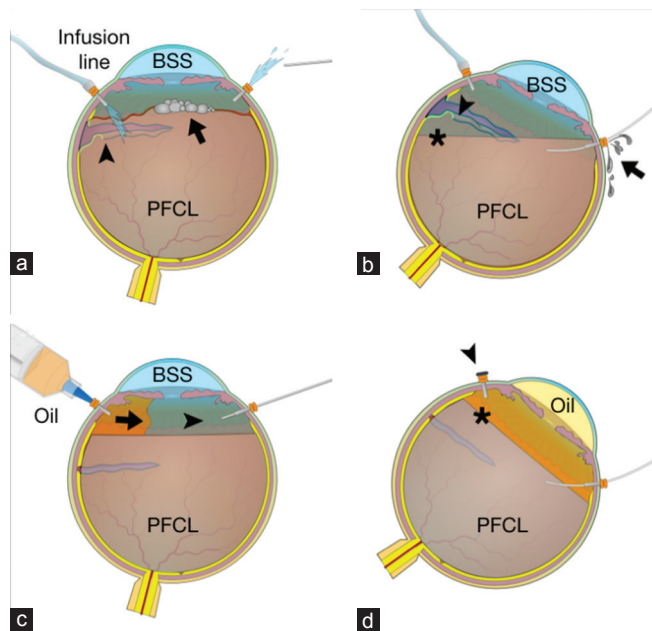 Infusion
line
BSS
PFCL
a
BSS
*
PFCL
b
Oil
BSS
PFCL
c
Oil
*
PFCL
d